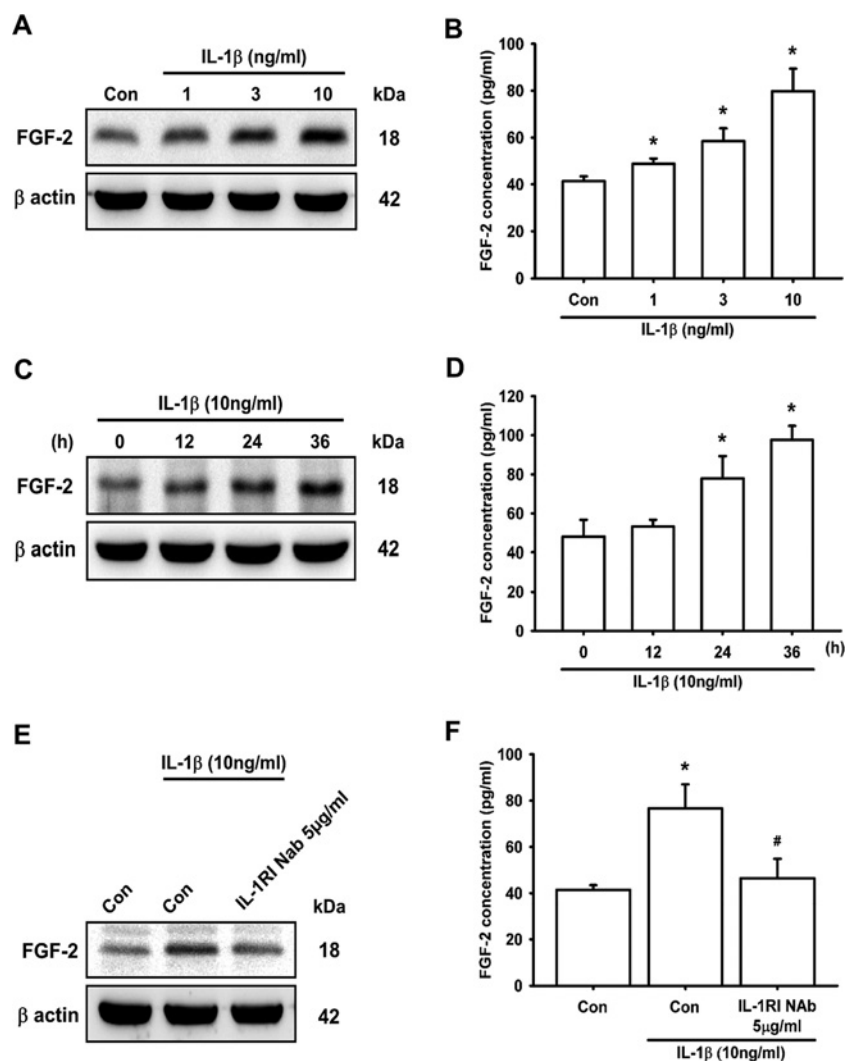 A
IL-1β (ng/ml)
Con 1 3 10 kDa
FGF-2 18
β actin 42
B
FGF-2 concentration (pg/ml)
100
80
60
40
20
0
* * *
Con 1 3 10
IL-1β (ng/ml)
C
IL-1β (10ng/ml)
(h) 0 12 24 36 kDa
FGF-2 18
β actin 42
D
FGF-2 concentration (pg/ml)
120
100
80
60
40
20
0
* *
0 12 24 36 (h)
IL-1β (10ng/ml)
E
IL-1β (10ng/ml)
Con Con IL-1RI Nab 5μg/ml
kDa
FGF-2 18
β actin 42
F
FGF-2 concentration (pg/ml)
100
80
60
40
20
0
* #
Con Con IL-1RI NAb
5μg/ml
IL-1β (10ng/ml)